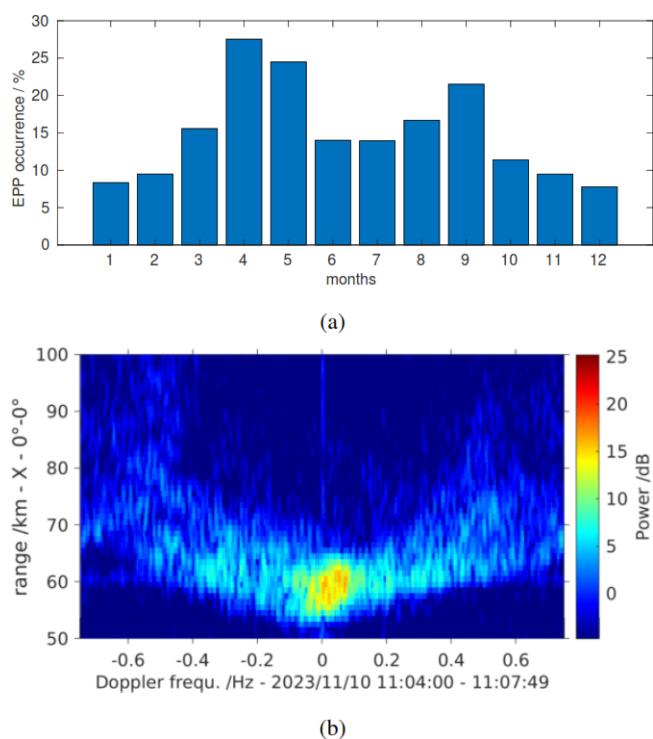 30
25
20
15
10
5
0
EPP occurrence / %
1 2 3 4 5 6 7 8 9 10 11 12
months
(a)
100
90
80
70
60
50
range /km - X - 0°-0°
-0.6 -0.4 -0.2 0 0.2 0.4 0.6
Doppler frequ. /Hz - 2023/11/10 11:04:00 - 11:07:49
25
20
15
10
5
0
Power /dB
(b)